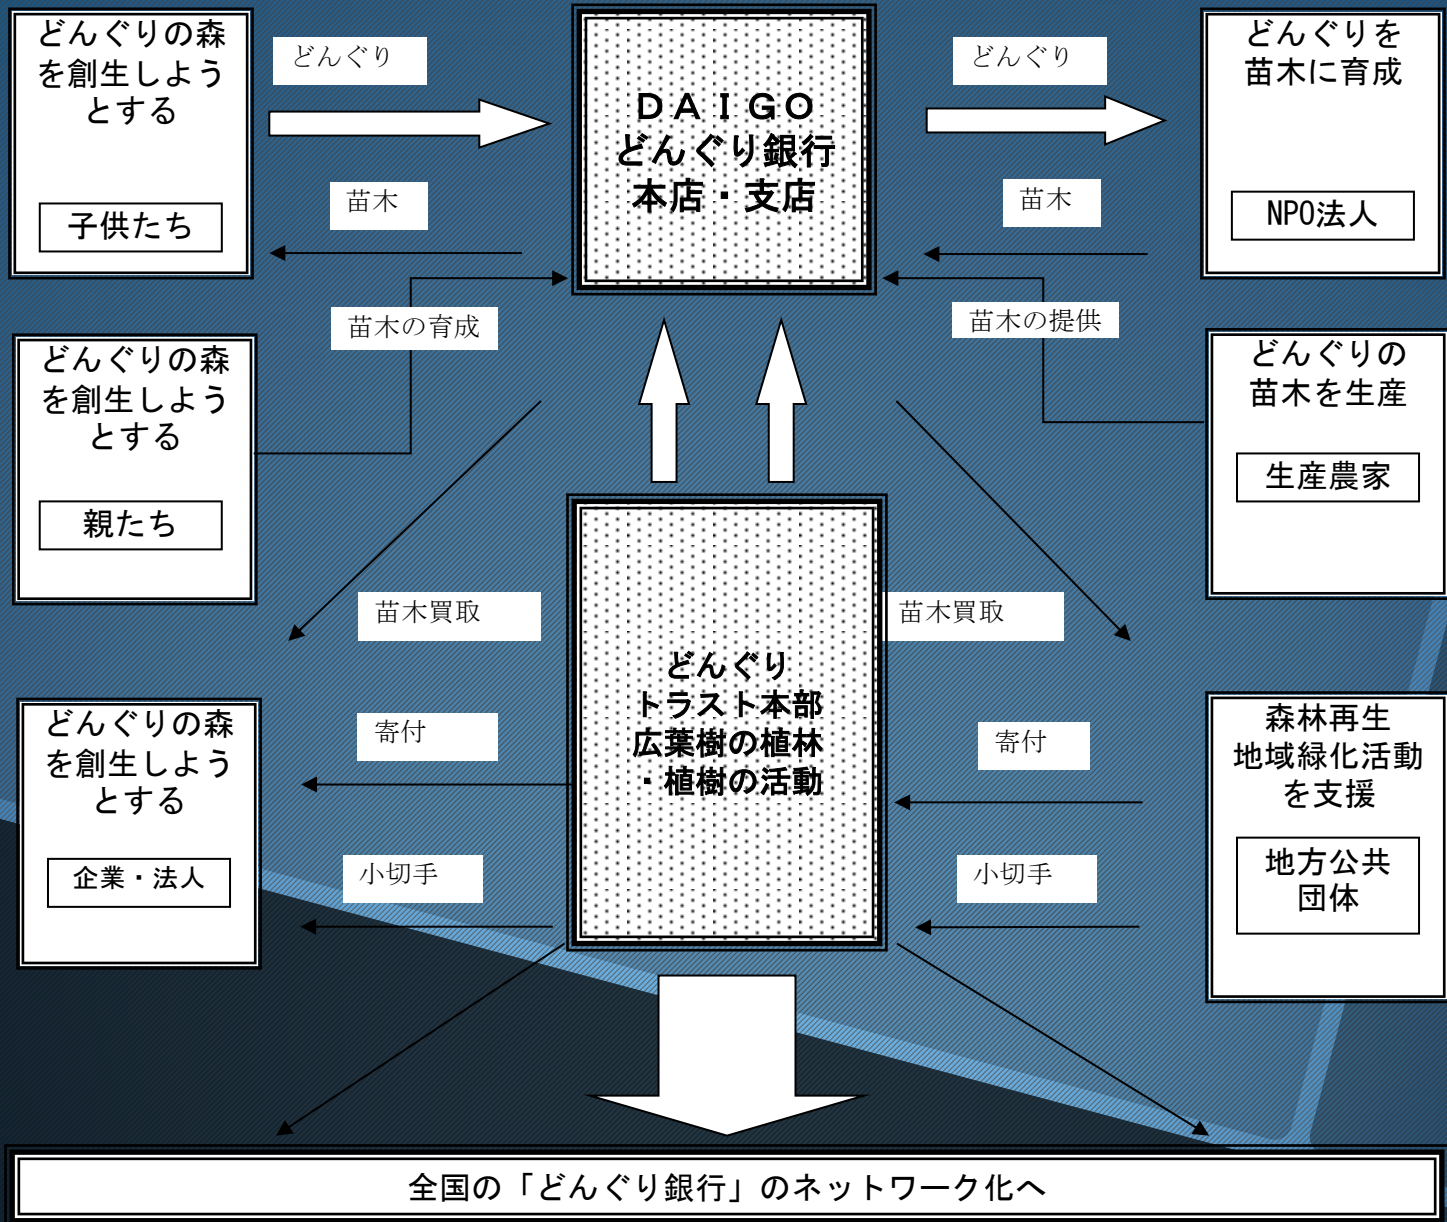 どんぐりの森
を創生しよう
とする
子供たち
どんぐり
苗木
DAIGO
どんぐり銀行
本店・支店
どんぐり
苗木
どんぐりを
苗木に育成
NPO法人
どんぐりの森
を創生しよう
とする
親たち
苗木の育成
苗木の提供
どんぐりの
苗木を生産
生産農家
苗木買取
苗木買取
どんぐりの森
を創生しよう
とする
企業・法人
寄付
小切手
どんぐり
トラスト本部
広葉樹の植林
・植樹の活動
寄付
小切手
森林再生
地域緑化活動
を支援
地方公共
団体
全国の「どんぐり銀行」のネットワーク化へ